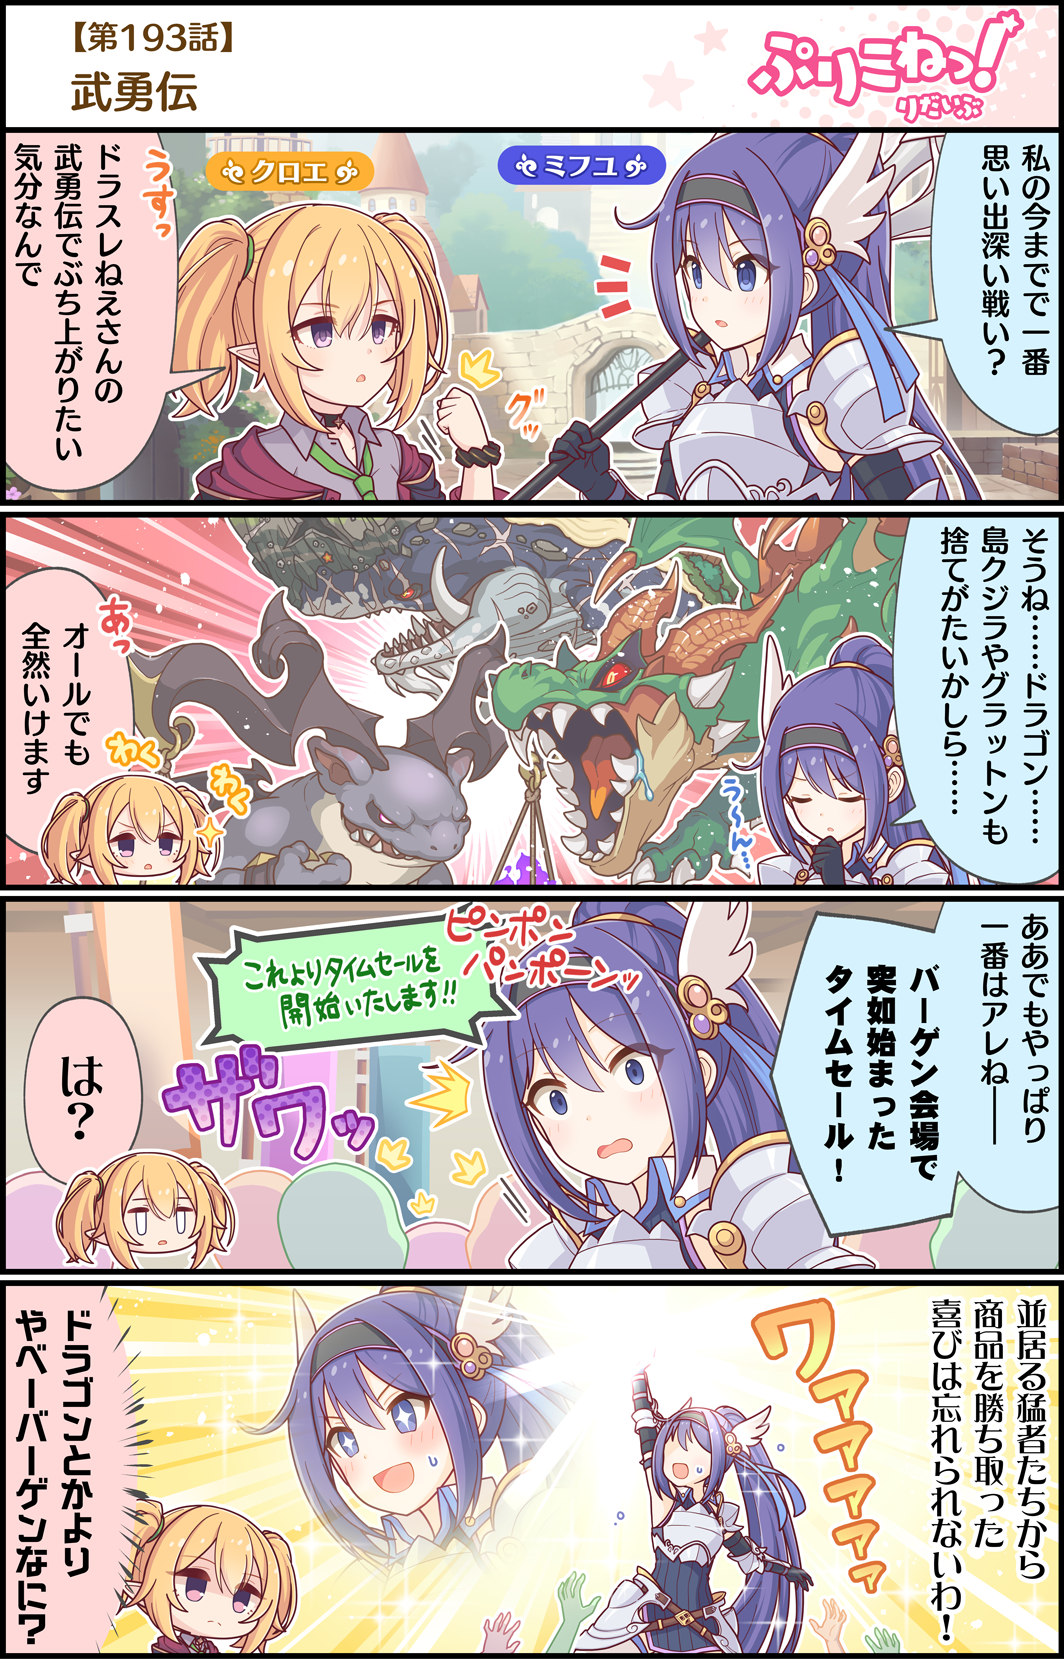 【第193話】
武勇伝
ぷりこねっ!
りだいぶ
クロエ
ミフユ
私の今までで一番
思い出深い戦い?
うすっ
ドラスレねえさんの
武勇伝でぶち上がりたい
気分なんで
グッ
そうね……ドラゴン……
島クジラやグラットンも
捨てがたいかしら……
う〜〜ん…
あっ
オールでも
全然いけます
わく
わく
ああでもやっぱり
一番はアレね――
バーゲン会場で
突如始まった
タイムセール!
ピンポン
パンポーンッ
これよりタイムセールを
開始いたします!!
ザワッ
は?
並居る猛者たちから
商品を勝ち取った
喜びは忘れられないわ!
ワァァァァァァ
ドラゴンとかより
やべーバーゲンなに?